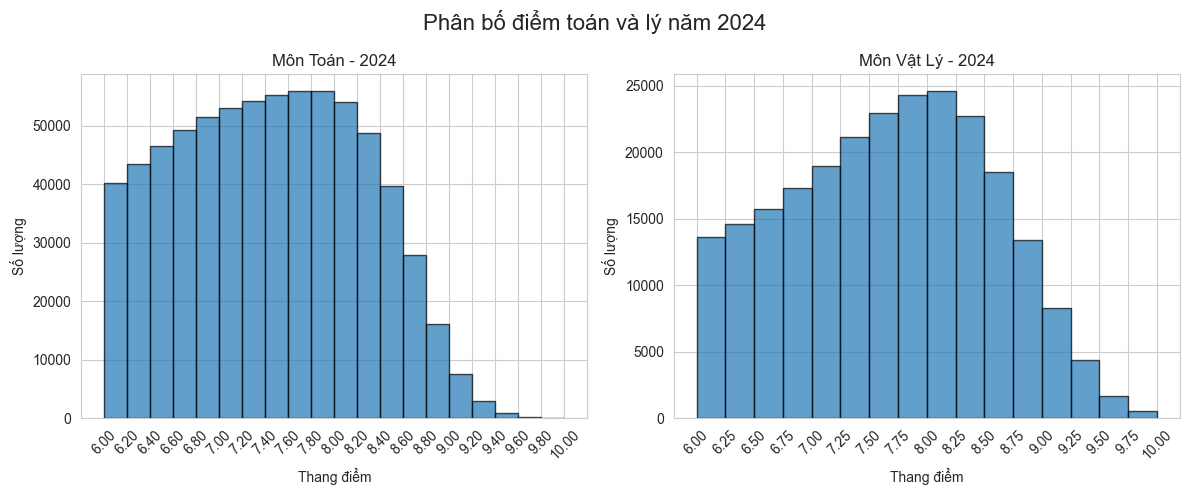 Phân bố điểm toán và lý năm 2024
Môn Toán - 2024
Số lượng
50000
40000
30000
20000
10000
0
6.00 6.20 6.40 6.60 6.80 7.00 7.20 7.40 7.60 7.80 8.00 8.20 8.40 8.60 8.80 9.00 9.20 9.40 9.60 9.80 10.00
Thang điểm
Môn Vật Lý - 2024
Số lượng
25000
20000
15000
10000
5000
0
6.00 6.25 6.50 6.75 7.00 7.25 7.50 7.75 8.00 8.25 8.50 8.75 9.00 9.25 9.50 9.75 10.00
Thang điểm